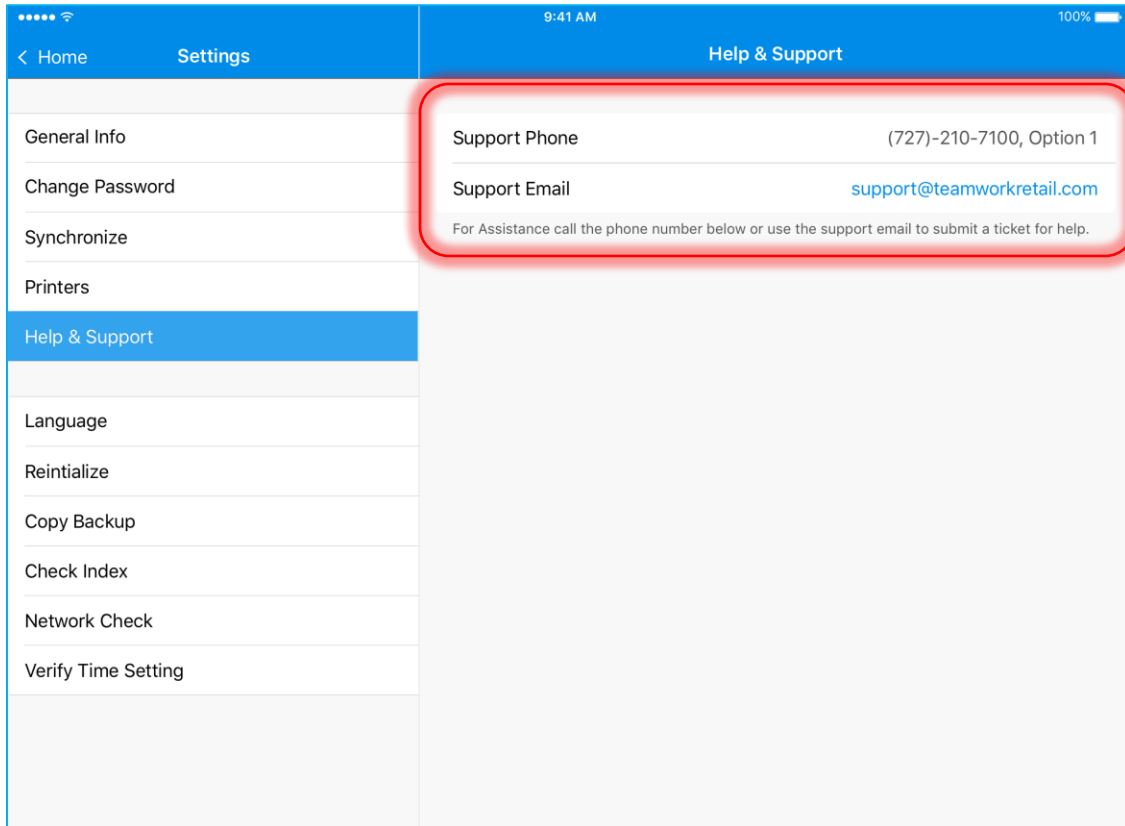 9:41 AM
100%
Home
Settings
Help & Support
General Info
Change Password
Synchronize
Printers
Help & Support
Language
Reintialize
Copy Backup
Check Index
Network Check
Verify Time Setting
Support Phone (727)-210-7100, Option 1
Support Email support@teamworkretail.com
For Assistance call the phone number below or use the support email to submit a ticket for help.